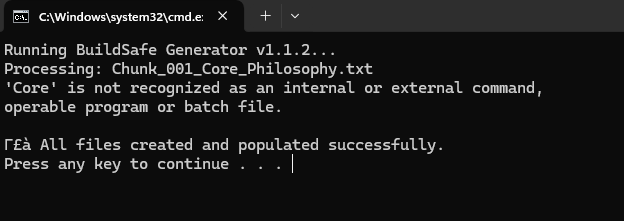 C:\Windows\system32\cmd.e:
Running BuildSafe Generator v1.1.2...
Processing: Chunk_001_Core_Philosophy.txt
'Core' is not recognized as an internal or external command,
operable program or batch file.
Γ£à All files created and populated successfully.
Press any key to continue . . .